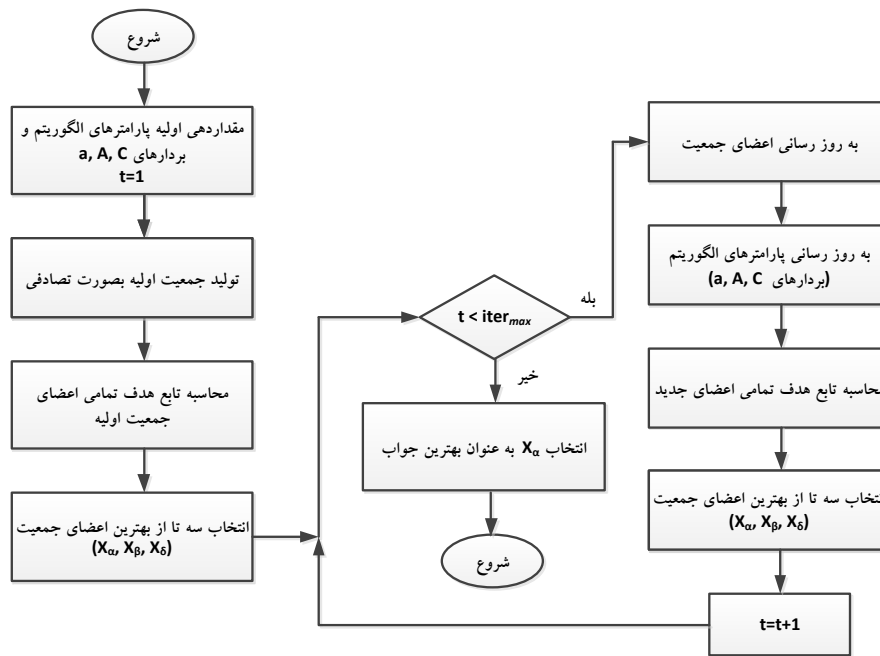 شروع
مقداردهی اولیه پارامترهای الگوریتم و
بردارهای a, A, C
t=1
تولید جمعیت اولیه بصورت تصادفی
محاسبه تابع هدف تمامی اعضای
جمعیت اولیه
انتخاب سه تا از بهترین اعضای جمعیت
(Xα, Xβ, Xδ)
t < itermax
بله
خیر
انتخاب Xα به عنوان بهترین جواب
شروع
به روز رسانی اعضای جمعیت
به روز رسانی پارامترهای الگوریتم
(بردارهای a, A, C)
محاسبه تابع هدف تمامی اعضای جدید
انتخاب سه تا از بهترین اعضای جمعیت
(Xα, Xβ, Xδ)
t=t+1